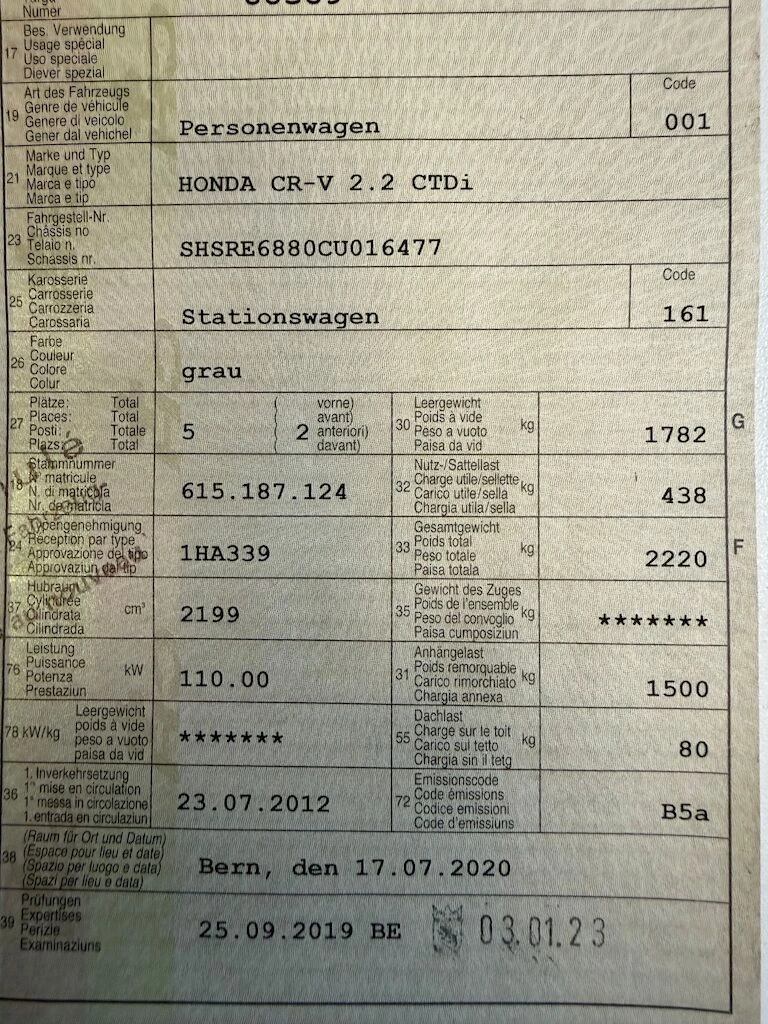 Numer
17 Bes. Verwendung
Usage spécial
Uso speciale
Diever spezial
19 Art des Fahrzeugs
Genre de véhicule
Genere di veicolo
Gener dal vehichel
Personenwagen
Code
001
21 Marke und Typ
Marque et type
Marca e tipo
Marca e tip
HONDA CR-V 2.2 CTDi
23 Fahrgestell-Nr.
Châssis no
Telaio n.
Schassis nr.
SHSRE6880CU016477
25 Karosserie
Carrosserie
Carrozzeria
Carossaria
Stationswagen
Code
161
26 Farbe
Couleur
Colore
Colur
grau
27 Plätze: Total
Places: Total
Posti: Totale
Plazs: Total
5 ( 2 vorne)
avant)
anteriori)
davant)
30 Leergewicht
Poids à vide
Peso a vuoto
Paisa da vid
kg
1782 G
18 Stammnummer
N° matricule
N. di matricola
Nr. da matricla
615.187.124
32 Nutz-/Sattellast
Charge utile/sellette
Carico utile/sella
Chargia utila/sella
kg
438
24 Typengenehmigung
Réception par type
Approvazione del tipo
Approvaziun dal tip
1HA339
33 Gesamtgewicht
Poids total
Peso totale
Paisa totala
kg
2220 F
37 Hubraum
Cylindrée
Cilindrata
Cilindrada
cm³
2199
35 Gewicht des Zuges
Poids de l'ensemble
Peso del convoglio
Paisa cumposiziun
kg
*******
76 Leistung
Puissance
Potenza
Prestaziun
kW
110.00
31 Anhängelast
Poids remorquable
Carico rimorchiato
Chargia annexa
kg
1500
78 kW/kg
Leergewicht
poids à vide
peso a vuoto
paisa da vid
*******
55 Dachlast
Charge sur le toit
Carico sul tetto
Chargia sin il tetg
kg
80
36 1. Inverkehrsetzung
1re mise en circulation
1a messa in circolazione
1. entrada en circulaziun
23.07.2012
72 Emissionscode
Code émissions
Codice emissioni
Code d'emissiuns
B5a
38 (Raum für Ort und Datum)
(Espace pour lieu et date)
(Spazio per luogo e data)
(Spazi per lieu e data)
Bern, den 17.07.2020
39 Prüfungen
Expertises
Perizie
Examinaziuns
25.09.2019 BE 03.01.23